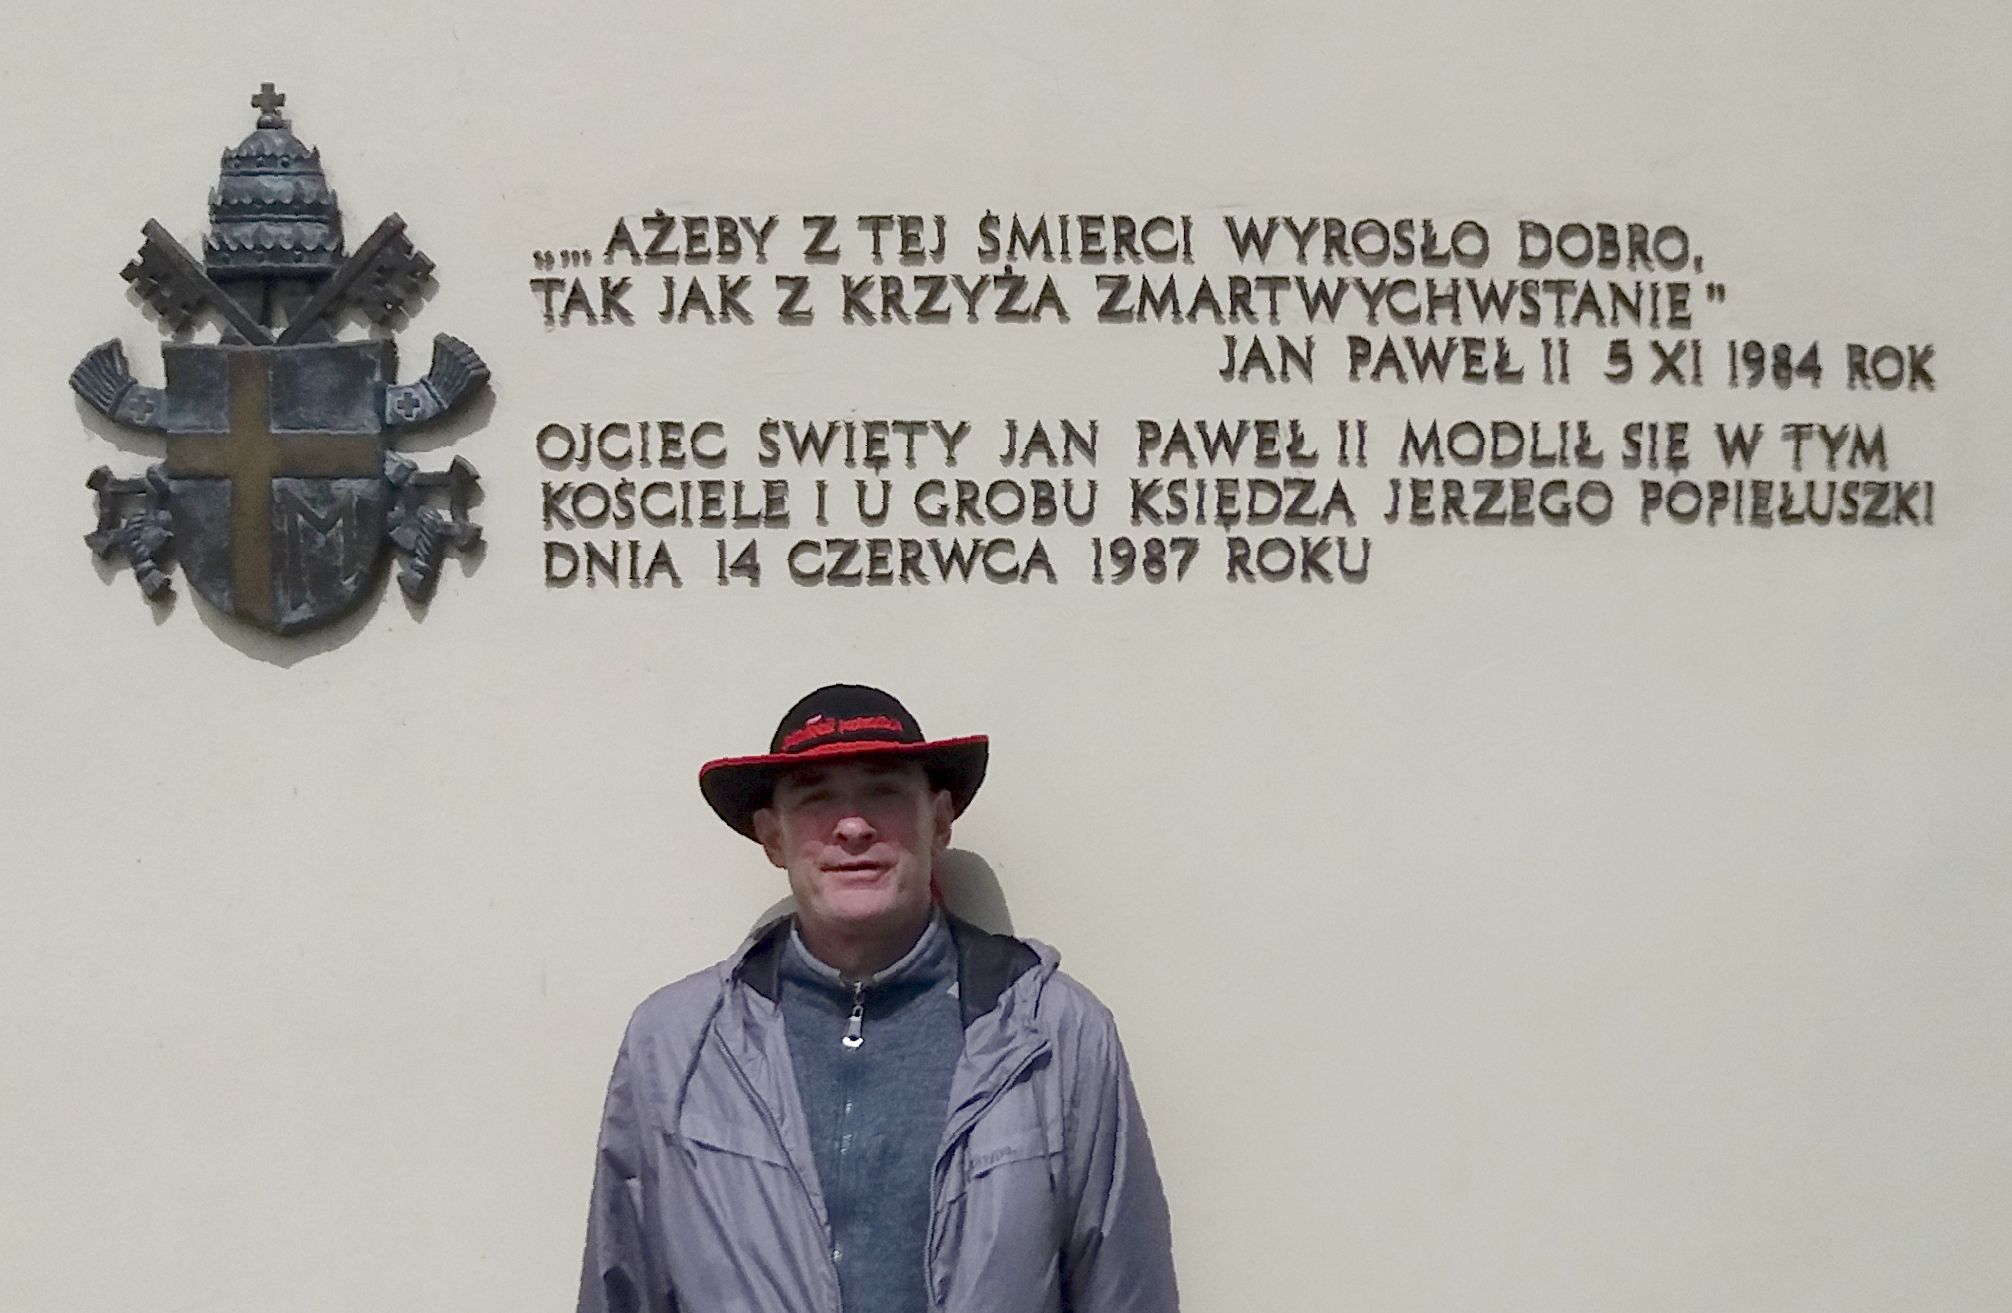 „... AŻEBY Z TEJ ŚMIERCI WYROSŁO DOBRO,
TAK JAK Z KRZYŻA ZMARTWYCHWSTANIE”
JAN PAWEŁ II 5 XI 1984 ROK
OJCIEC ŚWIĘTY JAN PAWEŁ II MODLIŁ SIĘ W TYM
KOŚCIELE I U GROBU KSIĘDZA JERZEGO POPIEŁUSZKI
DNIA 14 CZERWCA 1987 ROKU
M